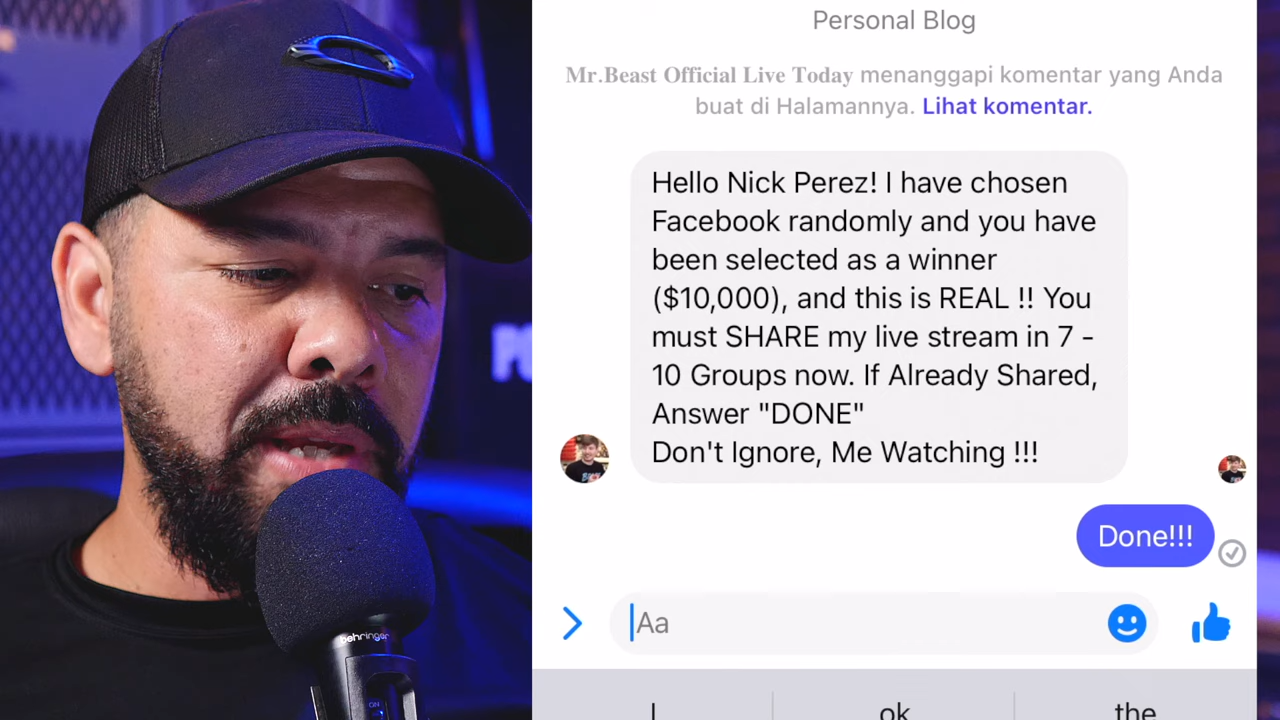 Personal Blog
𝐌𝐫.𝐁𝐞𝐚𝐬𝐭 𝐎𝐟𝐟𝐢𝐜𝐢𝐚𝐥 𝐋𝐢𝐯𝐞 𝐓𝐨𝐝𝐚𝐲 menanggapi komentar yang Anda
buat di Halamannya. Lihat komentar.
Hello Nick Perez! I have chosen
Facebook randomly and you have
been selected as a winner
($10,000), and this is REAL !! You
must SHARE my live stream in 7 -
10 Groups now. If Already Shared,
Answer "DONE"
Don't Ignore, Me Watching !!!
Done!!!
Aa
I
ok
the
behringer
ON